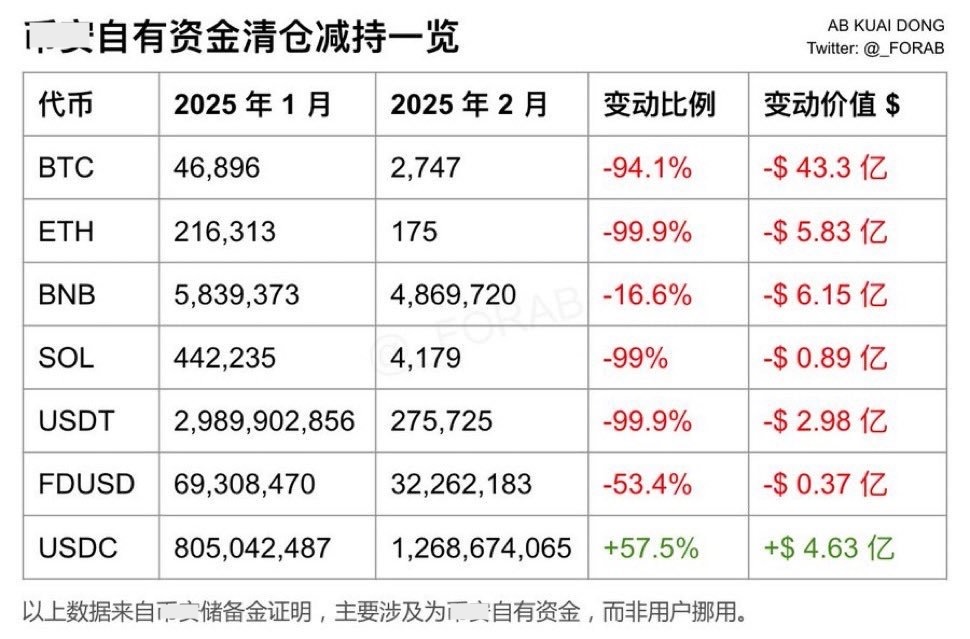 自有资金清仓减持一览
AB KUAI DONG
Twitter: @_FORAB
代币 2025 年 1 月 2025 年 2 月 变动比例 变动价值 $
BTC 46,896 2,747 -94.1% -$ 43.3 亿
ETH 216,313 175 -99.9% -$ 5.83 亿
BNB 5,839,373 4,869,720 -16.6% -$ 6.15 亿
SOL 442,235 4,179 -99% -$ 0.89 亿
USDT 2,989,902,856 275,725 -99.9% -$ 2.98 亿
FDUSD 69,308,470 32,262,183 -53.4% -$ 0.37 亿
USDC 805,042,487 1,268,674,065 +57.5% +$ 4.63 亿
@_FORAB
以上数据来自储备金证明，主要涉及为自有资金，而非用户挪用。